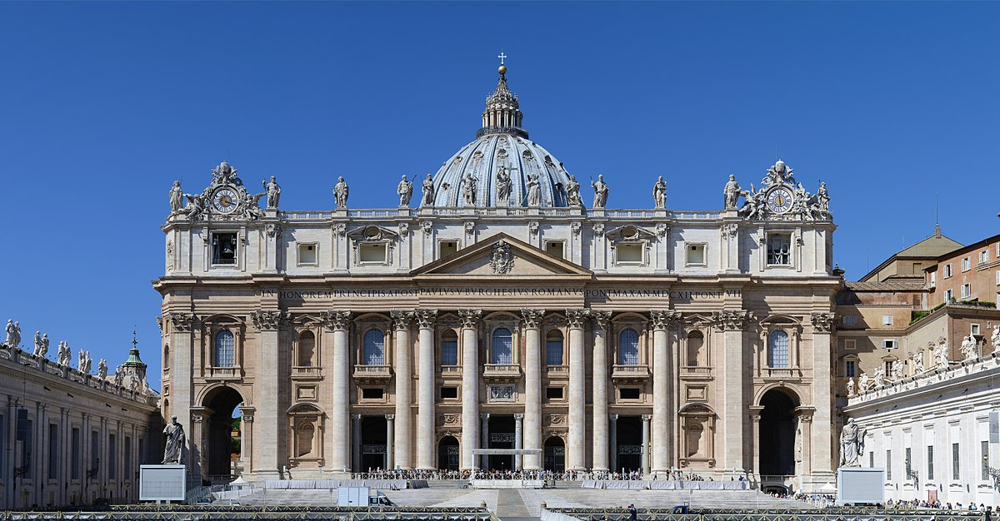 IN HONOREM PRINCIPIS APOST PAVLVS V BVRGHESIVS ROMANVS PONT MAX AN MDCXII PONT VII